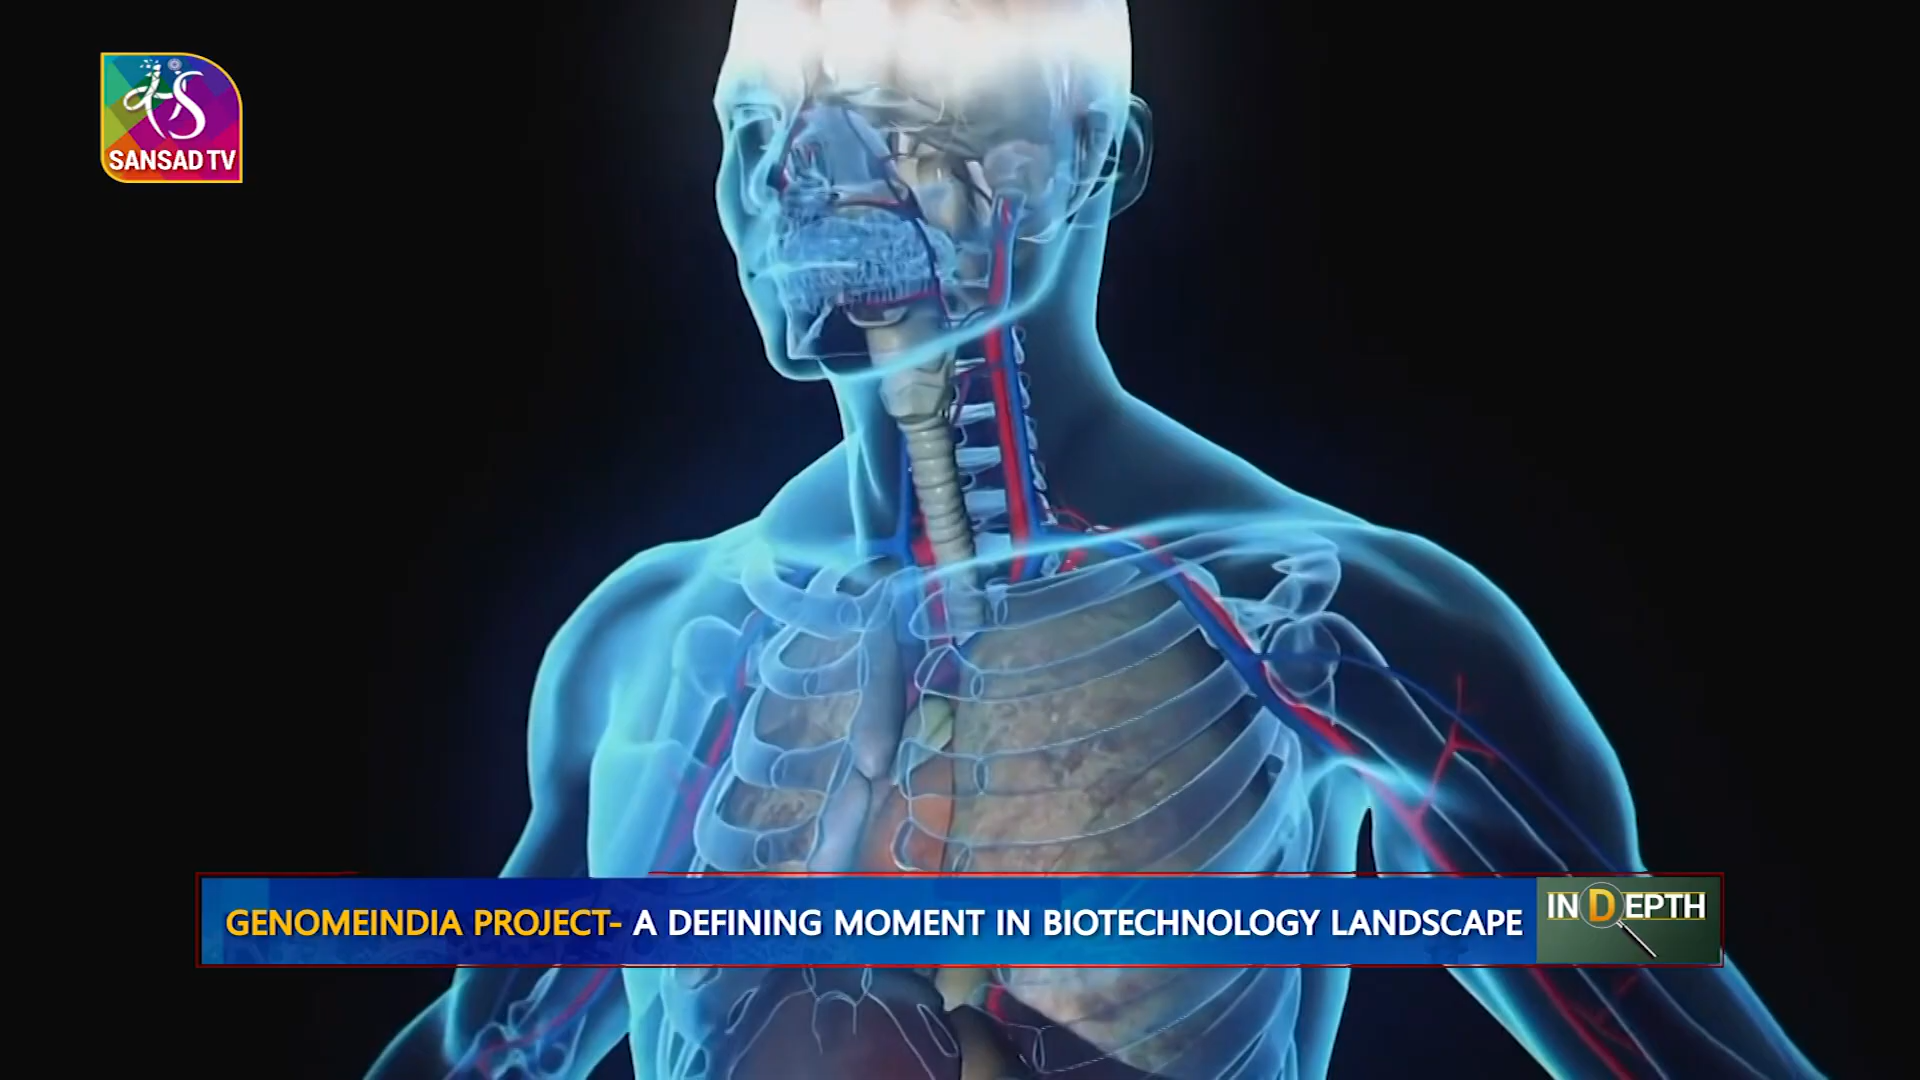 SANSAD TV
GENOMEINDIA PROJECT- A DEFINING MOMENT IN BIOTECHNOLOGY LANDSCAPE
IN DEPTH